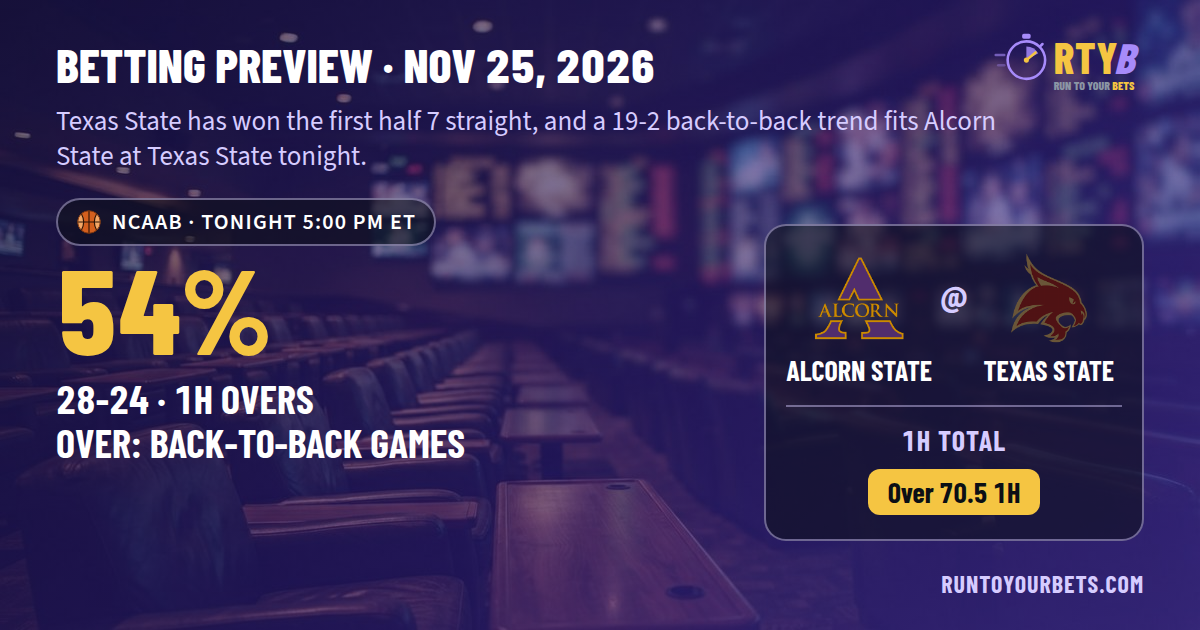 BETTING PREVIEW · NOV 25, 2026
RTYB
RUN TO YOUR BETS
Texas State has won the first half 7 straight, and a 19-2 back-to-back trend fits Alcorn
State at Texas State tonight.
NCAAB · TONIGHT 5:00 PM ET
54%
28-24 · 1H OVERS
OVER: BACK-TO-BACK GAMES
ALCORN
@
ALCORN STATE
TEXAS STATE
1H TOTAL
Over 70.5 1H
RUNTOYOURBETS.COM